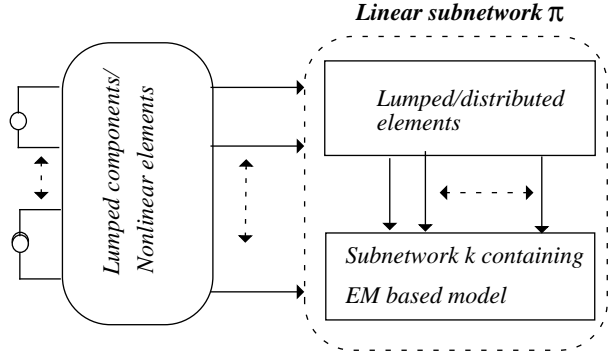 Linear subnetwork π
Lumped components/
Nonlinear elements
Lumped/distributed
elements
Subnetwork k containing
EM based model